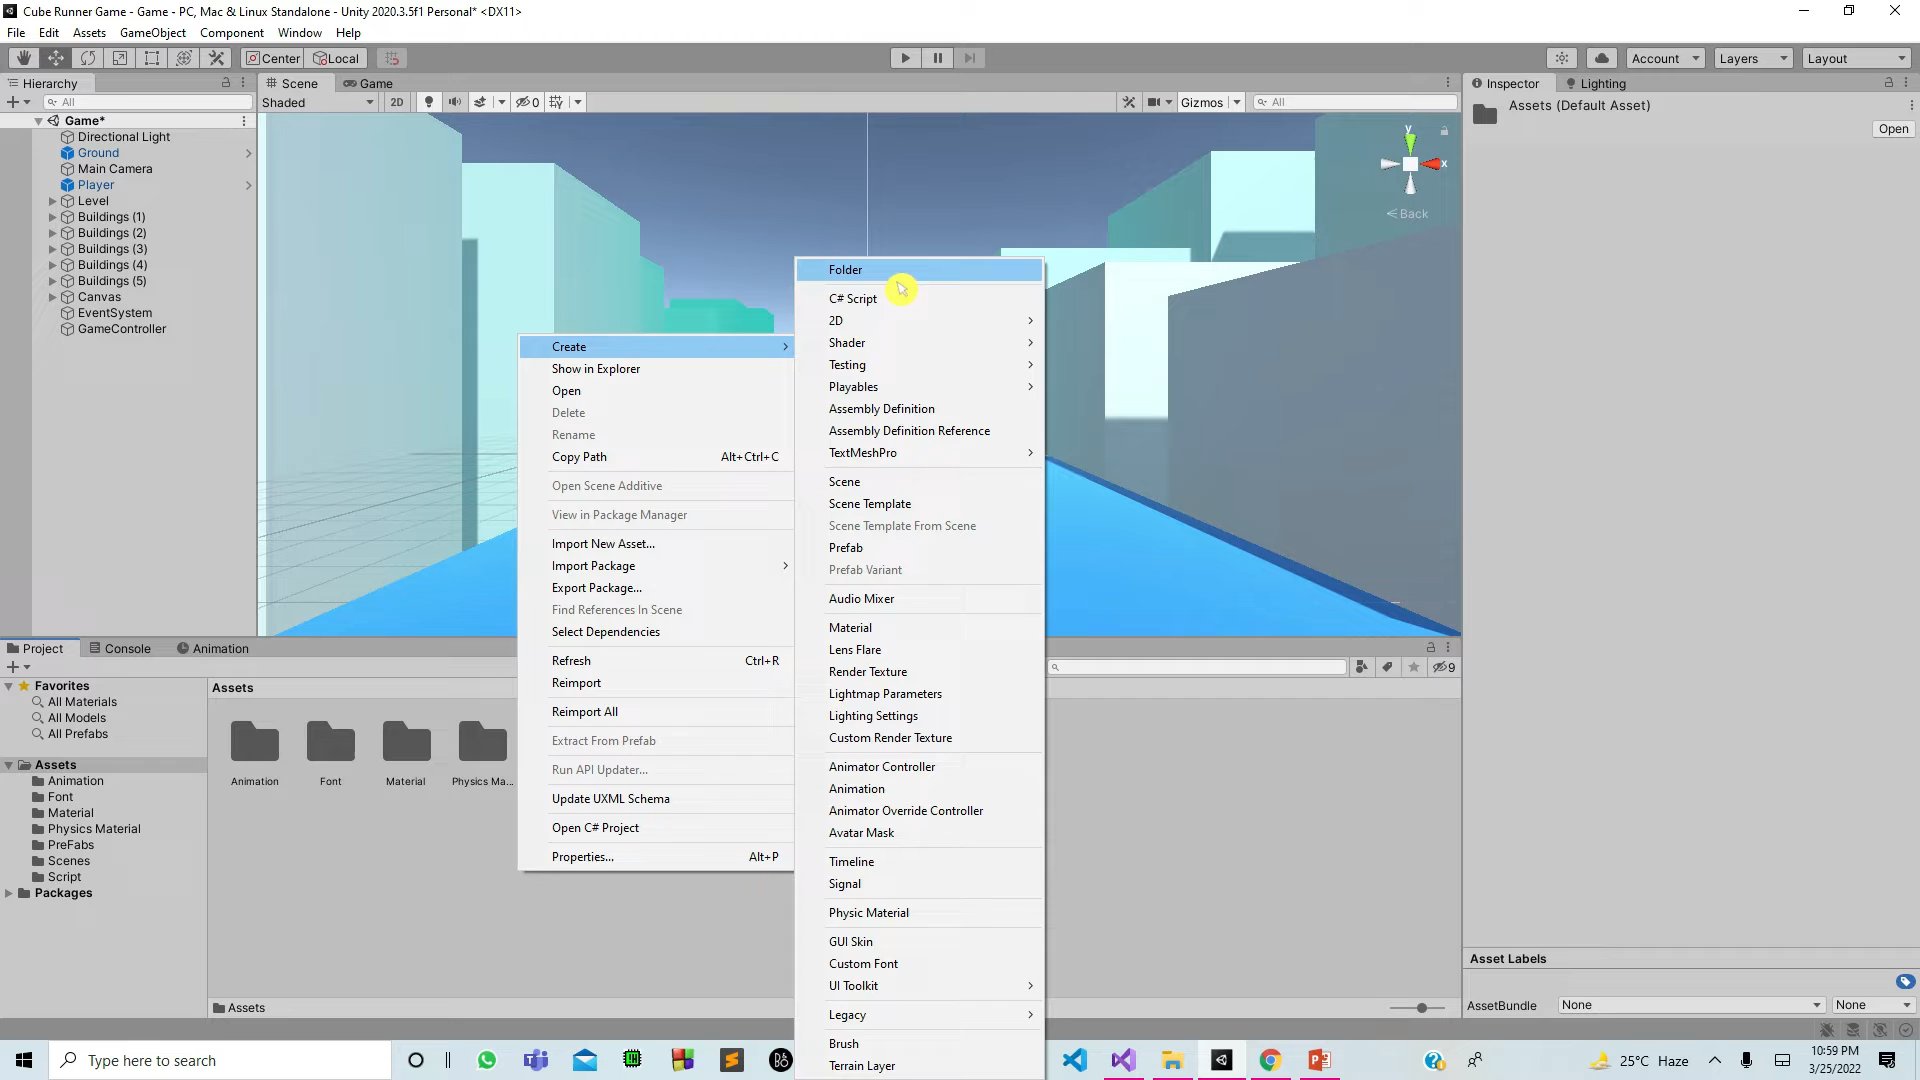 Cube Runner Game - Game - PC, Mac & Linux Standalone - Unity 2020.3.5f1 Personal* <DX11>
File Edit Assets GameObject Component Window Help
Center Local Account Layers Layout
Hierarchy
All
Game*
Directional Light
Ground
Main Camera
Player
Level
Buildings (1)
Buildings (2)
Buildings (3)
Buildings (4)
Buildings (5)
Canvas
EventSystem
GameController
Scene Game
Shaded 2D 0 Gizmos All
y
x
Back
Inspector Lighting
Assets (Default Asset)
Open
Create
Show in Explorer
Open
Delete
Rename
Copy Path Alt+Ctrl+C
Open Scene Additive
View in Package Manager
Import New Asset...
Import Package
Export Package...
Find References In Scene
Select Dependencies
Refresh Ctrl+R
Reimport
Reimport All
Extract From Prefab
Run API Updater...
Update UXML Schema
Open C# Project
Properties... Alt+P
Folder
C# Script
2D
Shader
Testing
Playables
Assembly Definition
Assembly Definition Reference
TextMeshPro
Scene
Scene Template
Scene Template From Scene
Prefab
Prefab Variant
Audio Mixer
Material
Lens Flare
Render Texture
Lightmap Parameters
Lighting Settings
Custom Render Texture
Animator Controller
Animation
Animator Override Controller
Avatar Mask
Timeline
Signal
Physic Material
GUI Skin
Custom Font
UI Toolkit
Legacy
Brush
Terrain Layer
Project Console Animation
9
Favorites
All Materials
All Models
All Prefabs
Assets
Animation
Font
Material
Physics Material
PreFabs
Scenes
Script
Packages
Assets
Animation Font Material Physics Ma...
Assets
Asset Labels
AssetBundle None None
Type here to search
25°C Haze
10:59 PM
3/25/2022